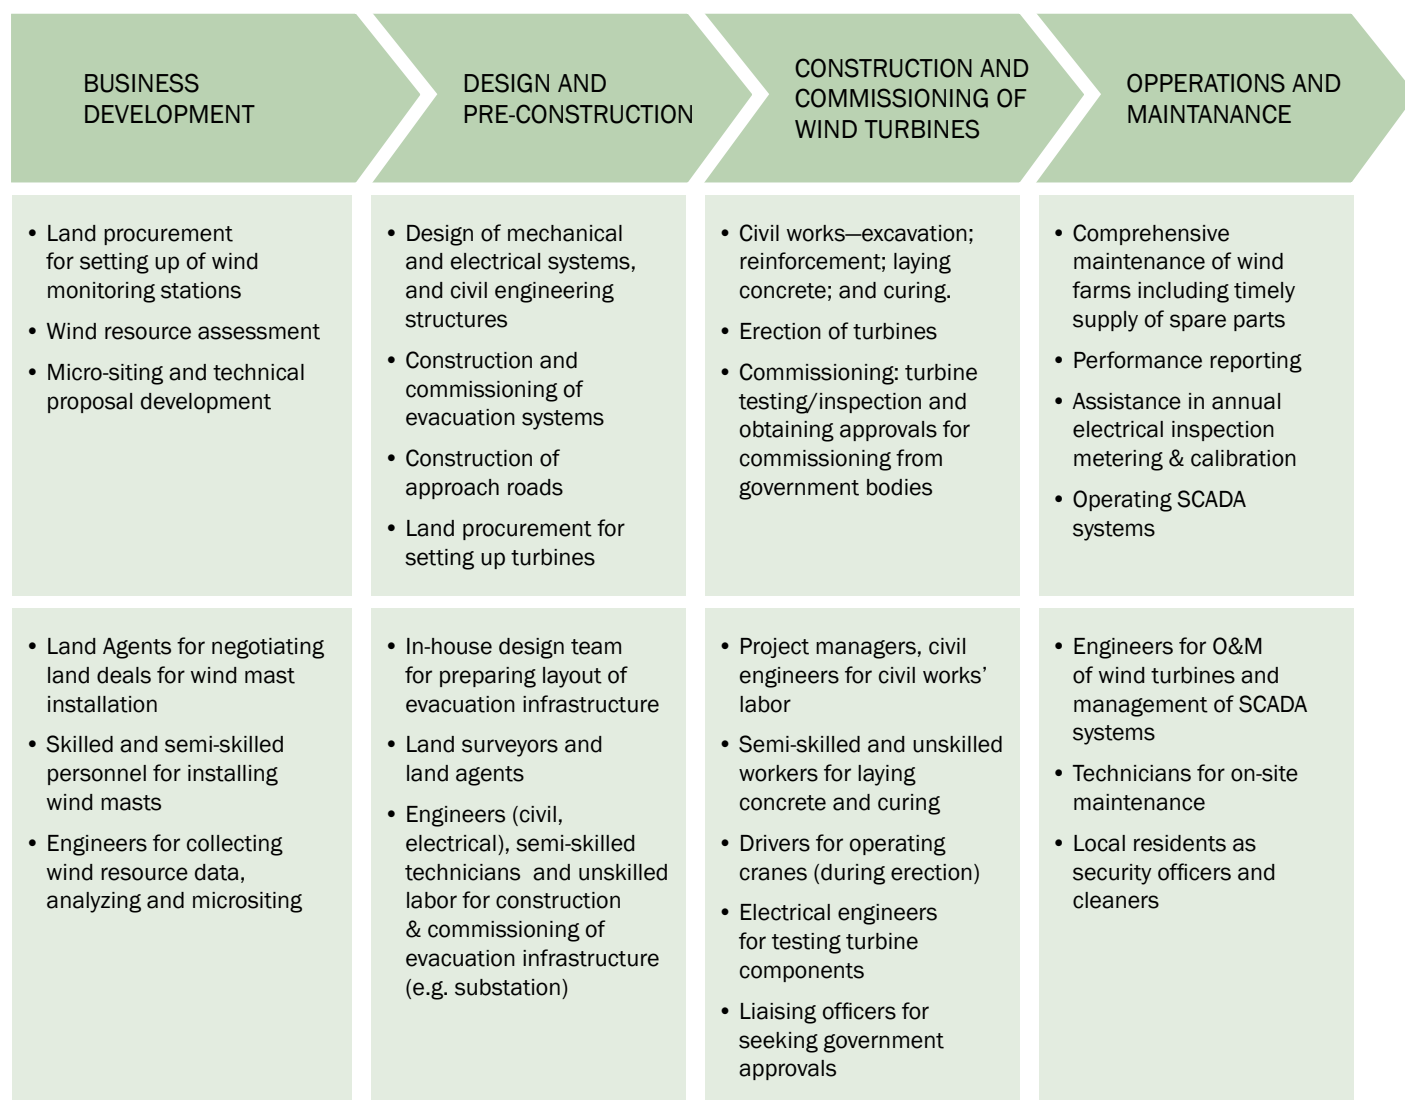 BUSINESS
DEVELOPMENT
DESIGN AND
PRE-CONSTRUCTION
CONSTRUCTION AND
COMMISSIONING OF
WIND TURBINES
OPPERATIONS AND
MAINTANANCE
• Land procurement
for setting up of wind
monitoring stations
• Wind resource assessment
• Micro-siting and technical
proposal development
• Design of mechanical
and electrical systems,
and civil engineering
structures
• Construction and
commissioning of
evacuation systems
• Construction of
approach roads
• Land procurement for
setting up turbines
• Civil works—excavation;
reinforcement; laying
concrete; and curing.
• Erection of turbines
• Commissioning: turbine
testing/inspection and
obtaining approvals for
commissioning from
government bodies
• Comprehensive
maintenance of wind
farms including timely
supply of spare parts
• Performance reporting
• Assistance in annual
electrical inspection
metering & calibration
• Operating SCADA
systems
• Land Agents for negotiating
land deals for wind mast
installation
• Skilled and semi-skilled
personnel for installing
wind masts
• Engineers for collecting
wind resource data,
analyzing and micrositing
• In-house design team
for preparing layout of
evacuation infrastructure
• Land surveyors and
land agents
• Engineers (civil,
electrical), semi-skilled
technicians  and unskilled
labor for construction
& commissioning of
evacuation infrastructure
(e.g. substation)
• Project managers, civil
engineers for civil works’
labor
• Semi-skilled and unskilled
workers for laying
concrete and curing
• Drivers for operating
cranes (during erection)
• Electrical engineers
for testing turbine
components
• Liaising officers for
seeking government
approvals
• Engineers for O&M
of wind turbines and
management of SCADA
systems
• Technicians for on-site
maintenance
• Local residents as
security officers and
cleaners